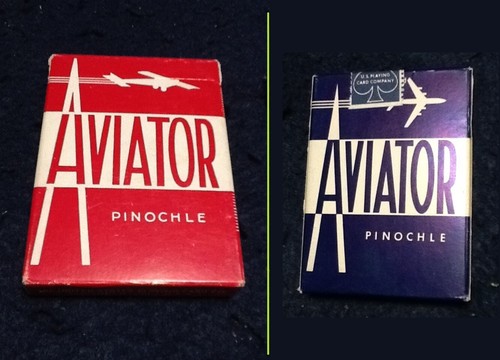 AVIATOR
PINOCHLE
U.S. PLAYING
CARD COMPANY
AVIATOR
PINOCHLE